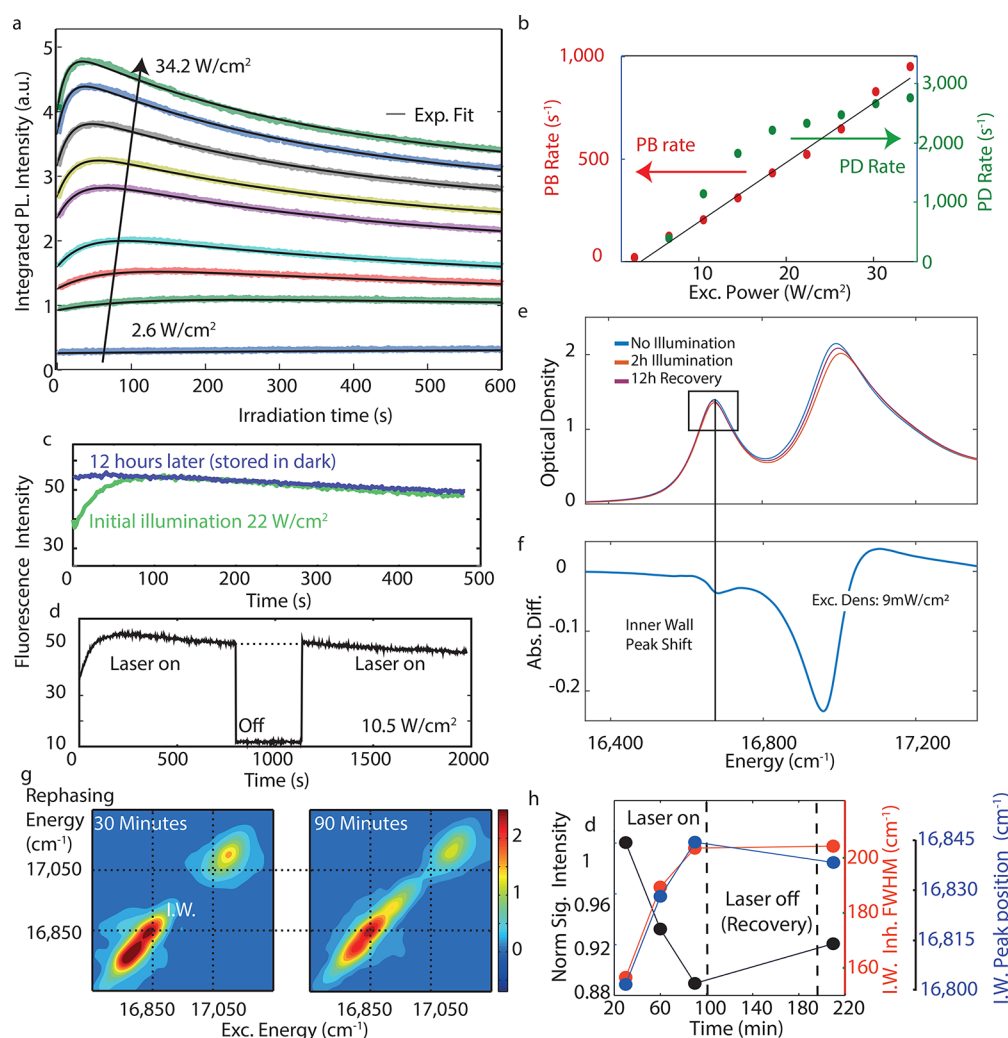 a
Integrated PL. Intensity (a.u.)
5
4
3
2
1
0
34.2 W/cm²
— Exp. Fit
2.6 W/cm²
0 100 200 300 400 500 600
Irradiation time (s)
b
PB Rate (s⁻¹)
1,000
500
0
PB rate
PD Rate
3,000
2,000
1,000
0
PD Rate (s⁻¹)
10 20 30
Exc. Power (W/cm²)
c
Fluorescence Intensity
50
30
12 hours later (stored in dark)
Initial illumination 22 W/cm²
0 100 200 300 400 500
Time (s)
d
50
30
10
Laser on
Off
Laser on
10.5 W/cm²
0 500 1000 1500 2000
Time (s)
e
Optical Density
2
1
0
No Illumination
2h Illumination
12h Recovery
f
Abs. Diff.
0
-0.1
-0.2
Exc. Dens: 9mW/cm²
Inner Wall
Peak Shift
16,400 16,800 17,200
Energy (cm⁻¹)
g
Rephasing
Energy
(cm⁻¹)
17,050
16,850
30 Minutes
I.W.
90 Minutes
2
1
0
16,850 17,050
16,850 17,050
Exc. Energy (cm⁻¹)
h
Norm Sig. Intensity
d
1
0.96
0.92
0.88
Laser on
Laser off
(Recovery)
200
180
160
I.W. Inh. FWHM (cm⁻¹)
16,845
16,830
16,815
16,800
I.W. Peak position (cm⁻¹)
20 60 100 140 180 220
Time (min)